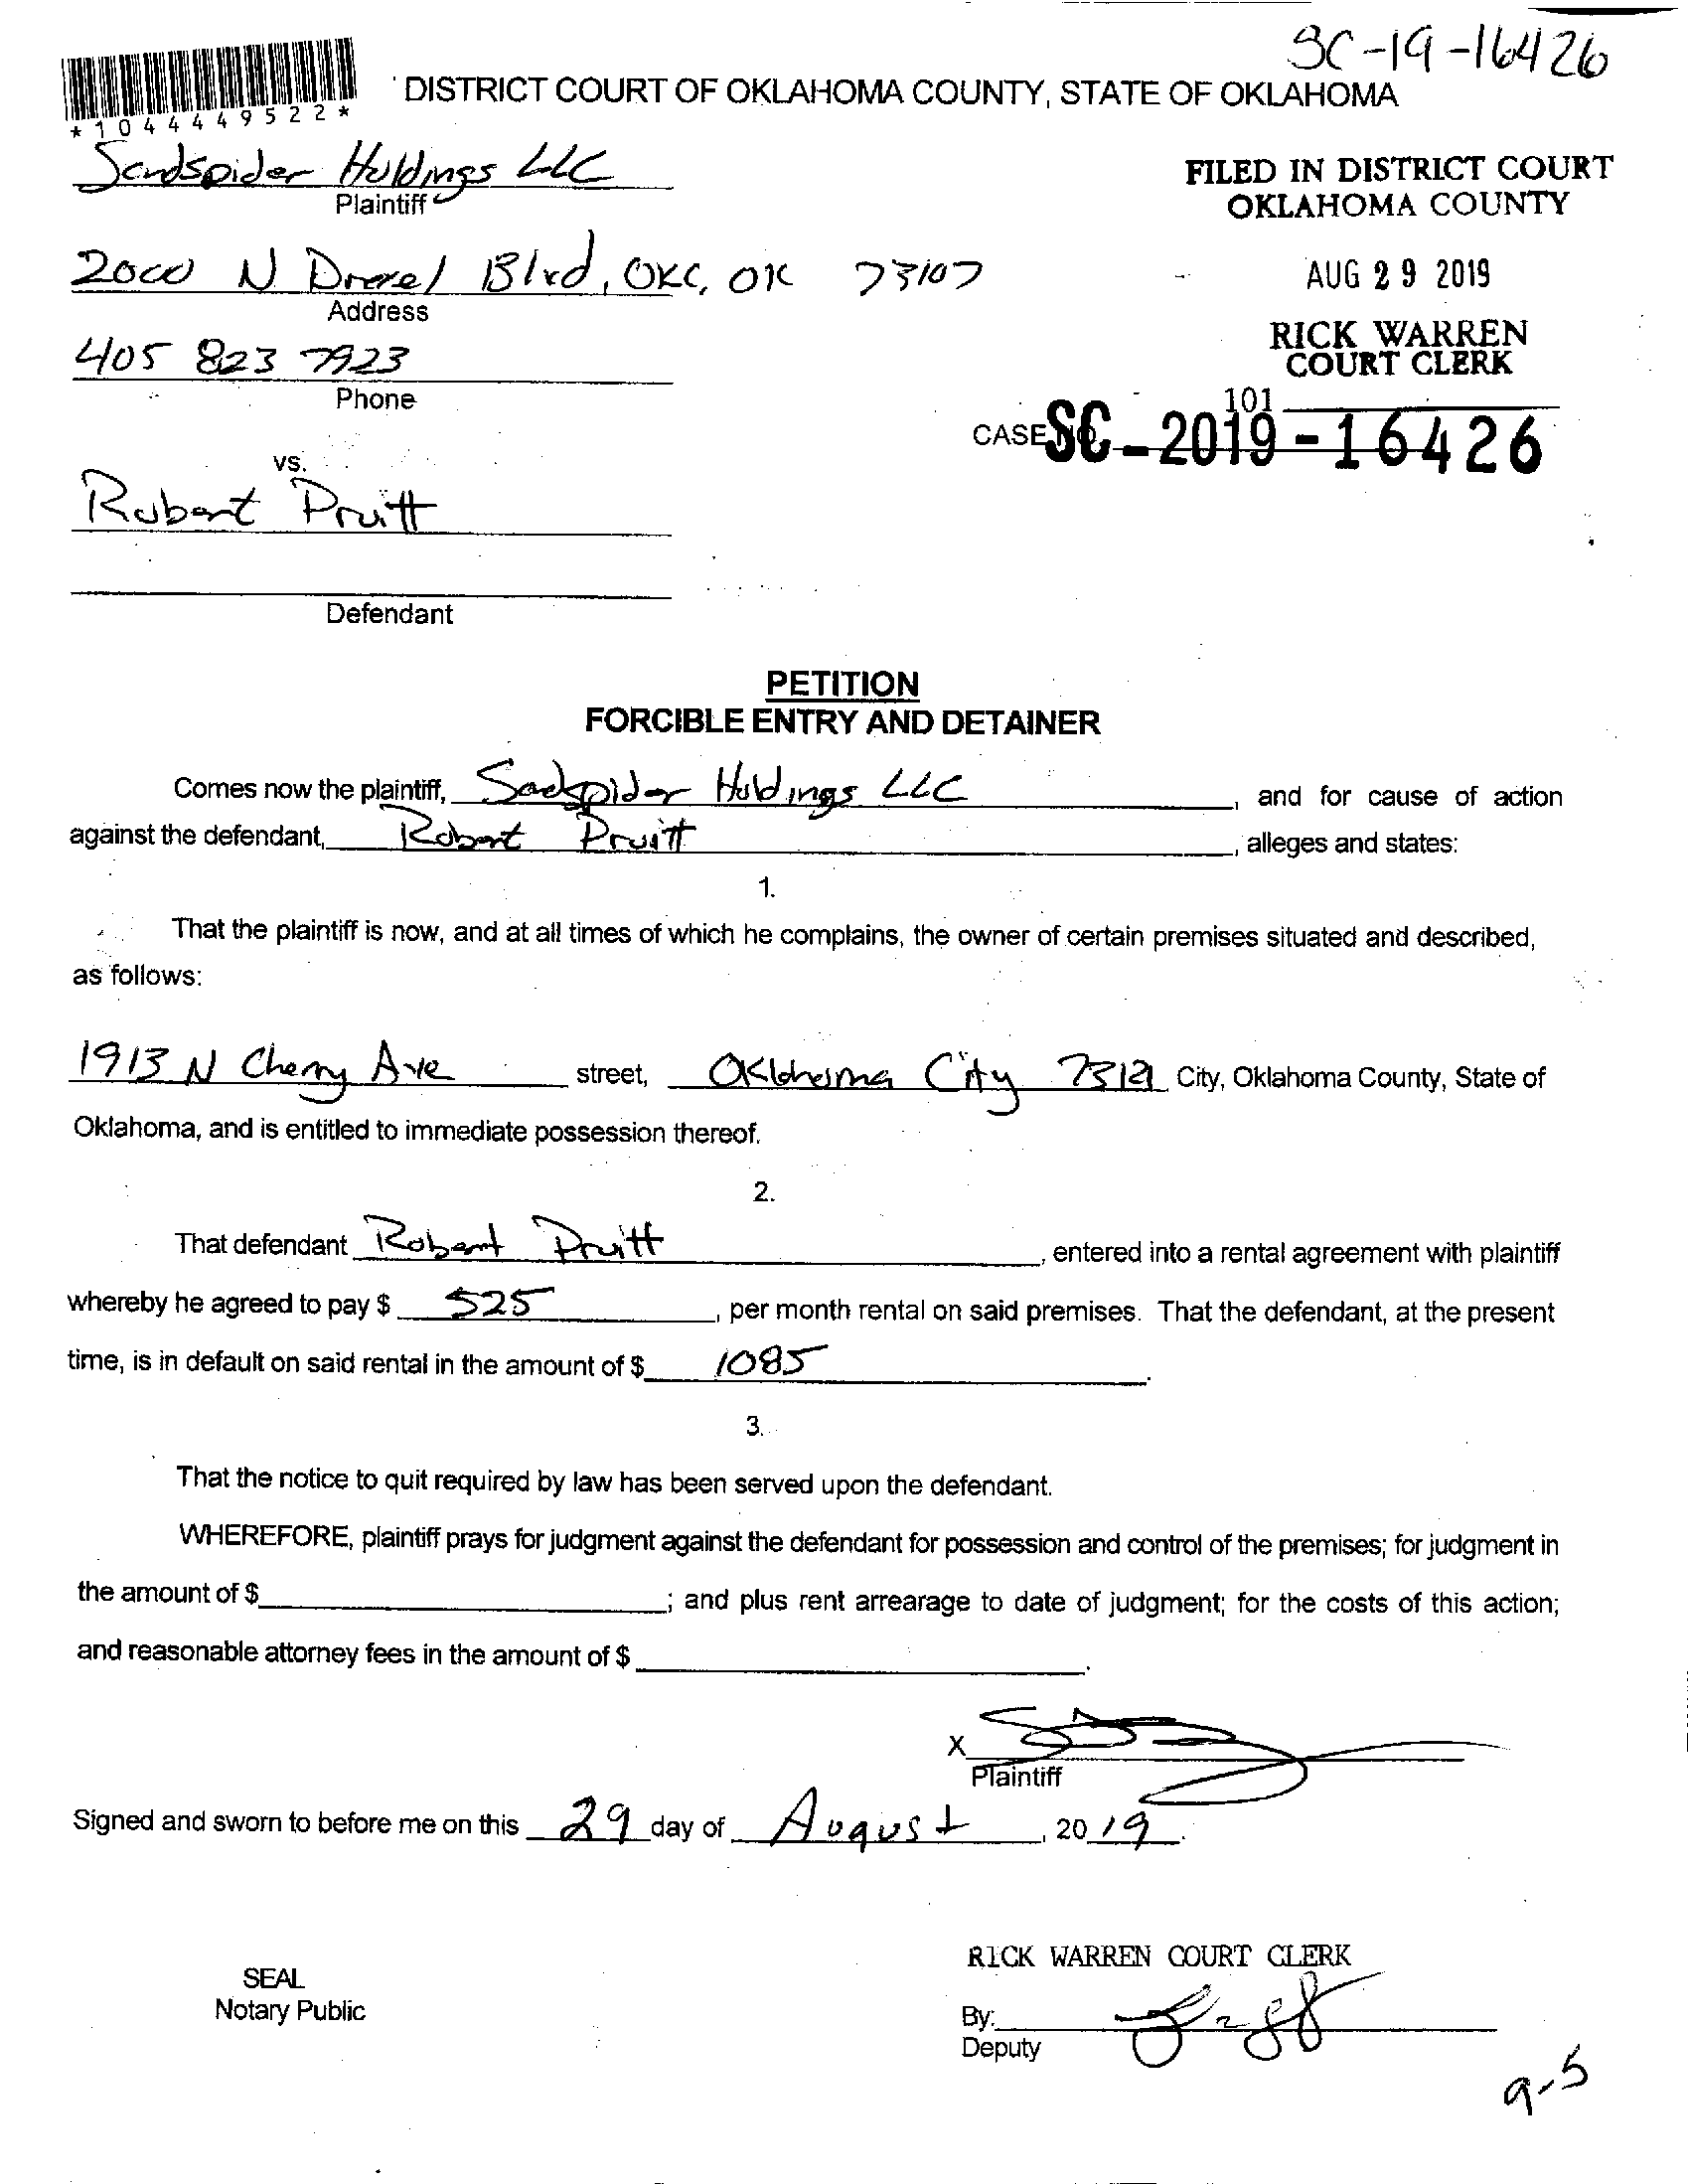 SC-19-16426
DISTRICT COURT OF OKLAHOMA COUNTY, STATE OF OKLAHOMA
*1044449522*
Sandspider Holdings LLC
Plaintiff
FILED IN DISTRICT COURT
OKLAHOMA COUNTY
2000 N Drexel Blvd, OKC, OK 73107
Address
AUG 29 2019
405 823 7923
Phone
RICK WARREN
COURT CLERK
101
CASE NO. SC-2019-16426
vs.
Robert Pruitt
Defendant
PETITION
FORCIBLE ENTRY AND DETAINER
Comes now the plaintiff, Sandspider Holdings LLC, and for cause of action
against the defendant, Robert Pruitt, alleges and states:
1.
That the plaintiff is now, and at all times of which he complains, the owner of certain premises situated and described,
as follows:
1913 N Cherry Ave street, Oklahoma City City, Oklahoma County, State of
Oklahoma, and is entitled to immediate possession thereof.
2.
That defendant Robert Pruitt, entered into a rental agreement with plaintiff
whereby he agreed to pay $ 525, per month rental on said premises. That the defendant, at the present
time, is in default on said rental in the amount of $ 1085.
3.
That the notice to quit required by law has been served upon the defendant.
WHEREFORE, plaintiff prays for judgment against the defendant for possession and control of the premises; for judgment in
the amount of $ ; and plus rent arrearage to date of judgment; for the costs of this action;
and reasonable attorney fees in the amount of $ .
X
Plaintiff
Signed and sworn to before me on this 29 day of August, 2019.
RICK WARREN COURT CLERK
SEAL
Notary Public
By:
Deputy
9-5